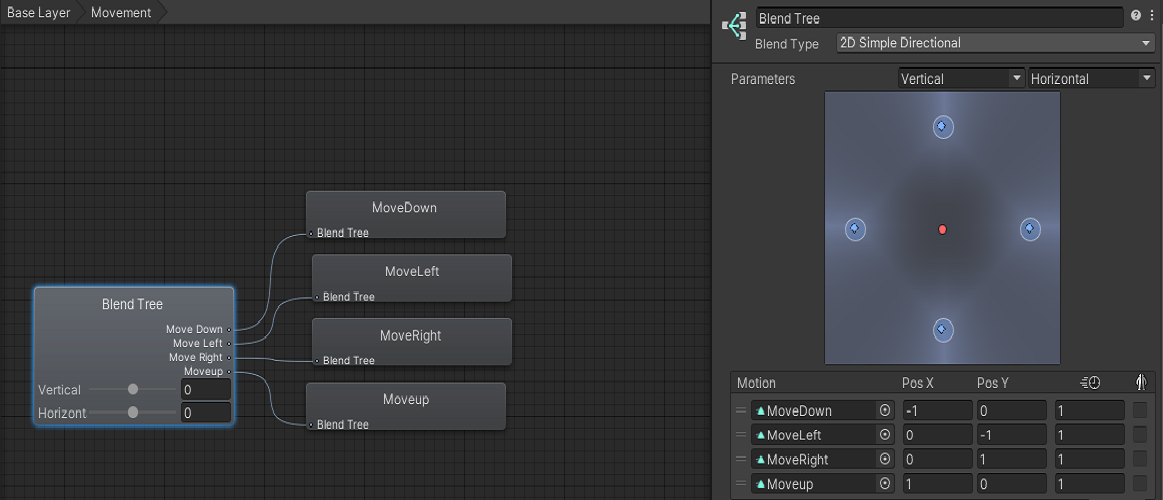 Base Layer Movement
MoveDown
Blend Tree
MoveLeft
Blend Tree
MoveRight
Blend Tree
Moveup
Blend Tree
Blend Tree
Move Down
Move Left
Move Right
Moveup
Vertical 0
Horizont 0
Blend Tree
Blend Type 2D Simple Directional
Parameters Vertical Horizontal
Motion Pos X Pos Y
MoveDown -1 0 1
MoveLeft 0 -1 1
MoveRight 0 1 1
Moveup 1 0 1